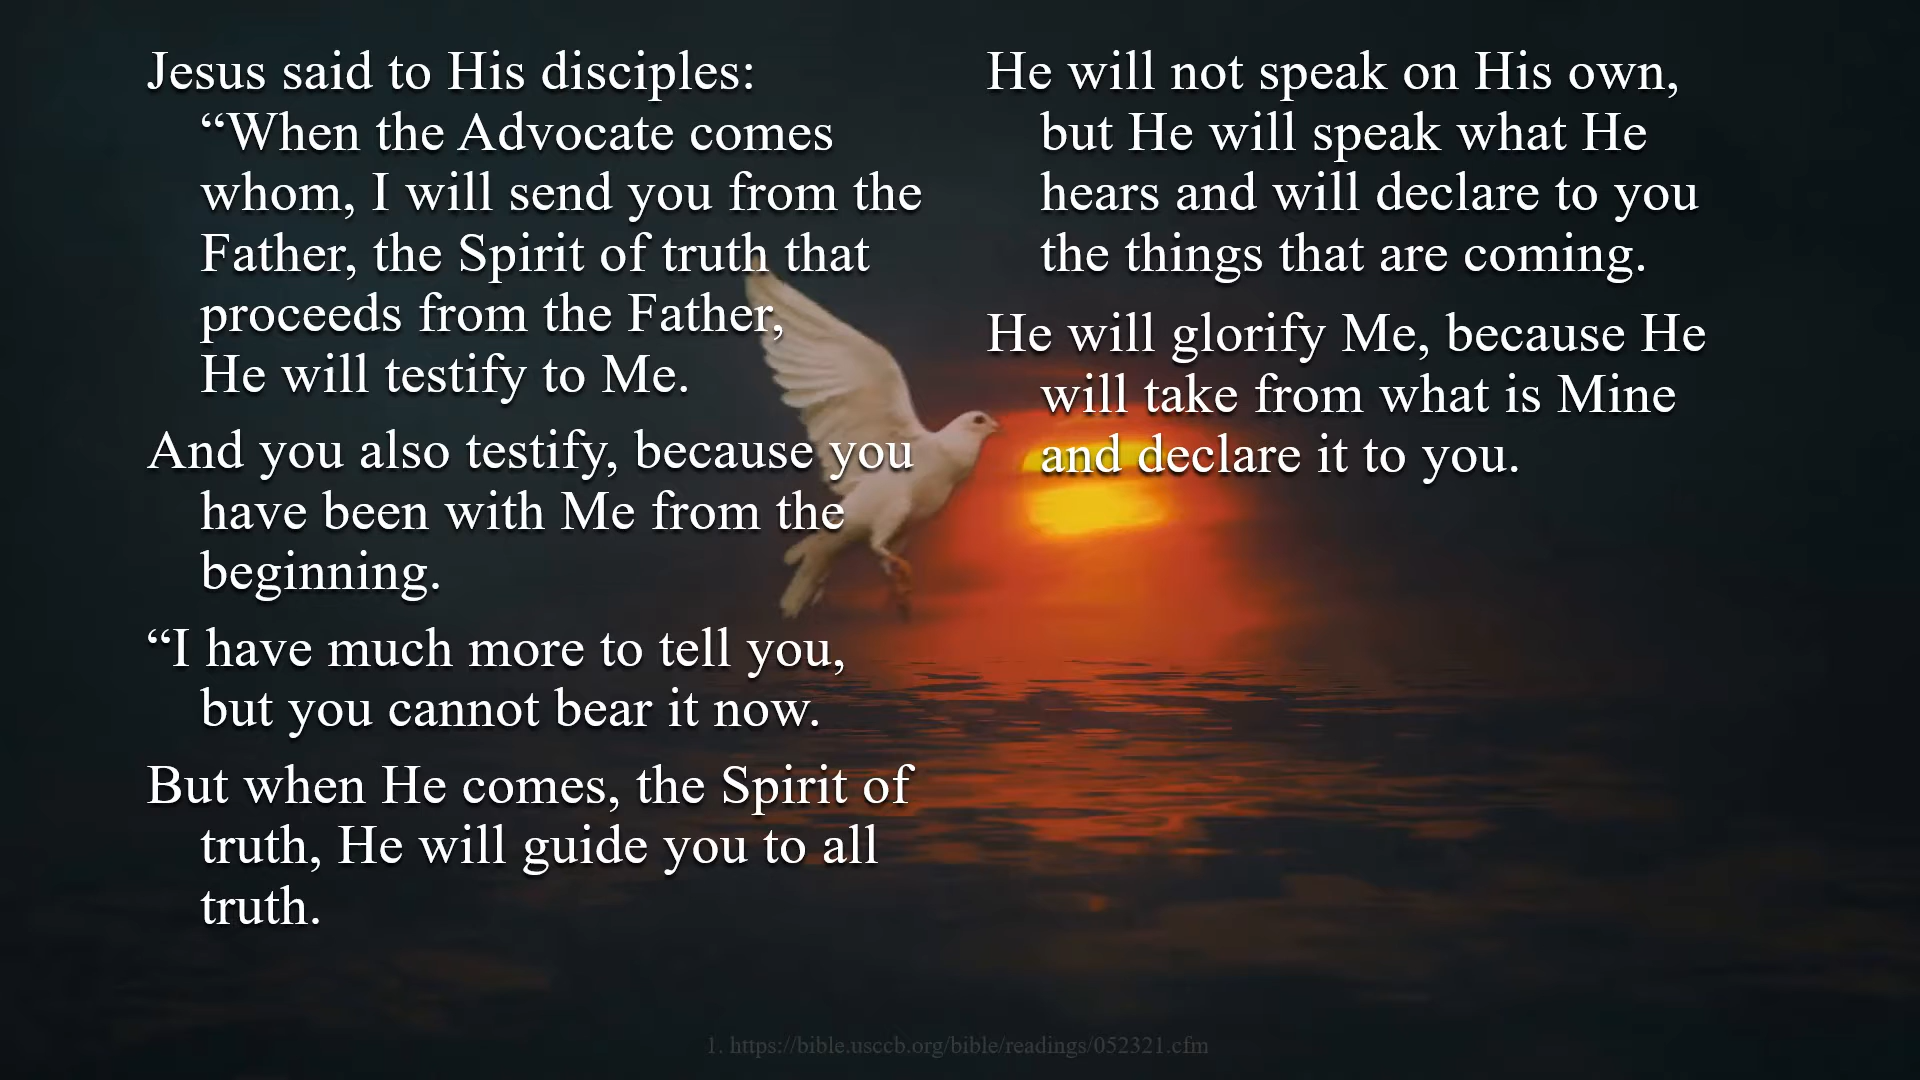 Jesus said to His disciples:
“When the Advocate comes
whom, I will send you from the
Father, the Spirit of truth that
proceeds from the Father,
He will testify to Me.
And you also testify, because you
have been with Me from the
beginning.
“I have much more to tell you,
but you cannot bear it now.
But when He comes, the Spirit of
truth, He will guide you to all
truth.
He will not speak on His own,
but He will speak what He
hears and will declare to you
the things that are coming.
He will glorify Me, because He
will take from what is Mine
and declare it to you.
1. https://bible.usccb.org/bible/readings/052321.cfm